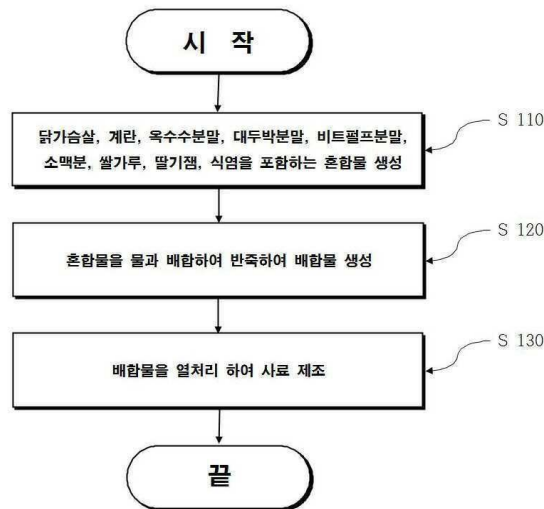 시 작
닭가슴살, 계란, 옥수수분말, 대두박분말, 비트펄프분말,
소맥분, 쌀가루, 딸기잼, 식염을 포함하는 혼합물 생성
S 110
혼합물을 물과 배합하여 반죽하여 배합물 생성
S 120
배합물을 열처리 하여 사료 제조
S 130
끝